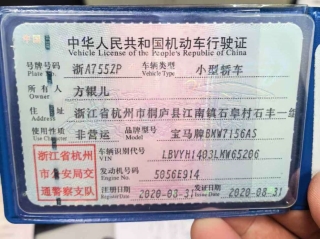 中华人民共和国机动车行驶证
Vehicle License of the People's Republic of China
号牌号码 浙A755ZP 车辆类型 小型轿车
Plate No. Vehicle Type
所有人 方银儿
Owner
住址 浙江省杭州市桐庐县江南镇石阜村石丰一组
Address
使用性质 非营运 品牌型号 宝马牌BMW7156AS
Use Character Model
浙江省杭州市公安局交通警察支队
车辆识别代号 LBVYH1403LMW65206
VIN
发动机号码 5056E914
Engine No.
注册日期 2020-08-31 发证日期 2020-08-31
Register Date Issue Date